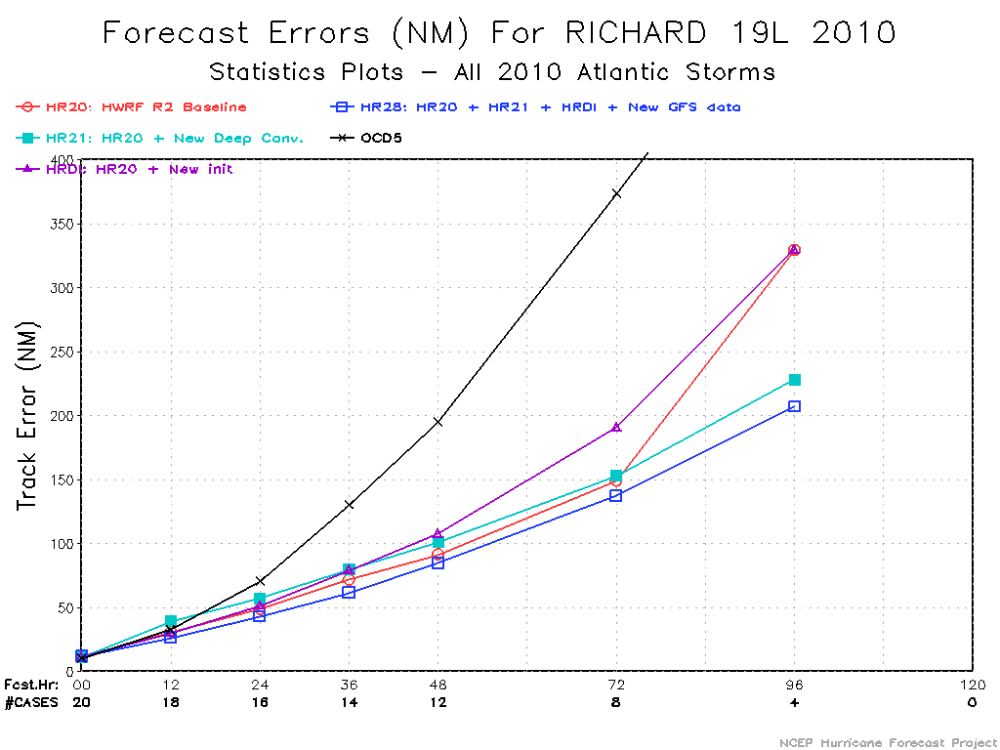 Forecast Errors (NM) For RICHARD 19L 2010
Statistics Plots – All 2010 Atlantic Storms
HR20: HWRF R2 Baseline
HR28: HR20 + HR21 + HRDI + New GFS data
HR21: HR20 + New Deep Conv.
OCD5
HRDI: HR20 + New init
400
350
300
250
200
150
100
50
0
Track Error (NM)
Fcst.Hr: 00 12 24 36 48 72 96 120
#CASES 20 18 16 14 12 8 4 0
NCEP Hurricane Forecast Project